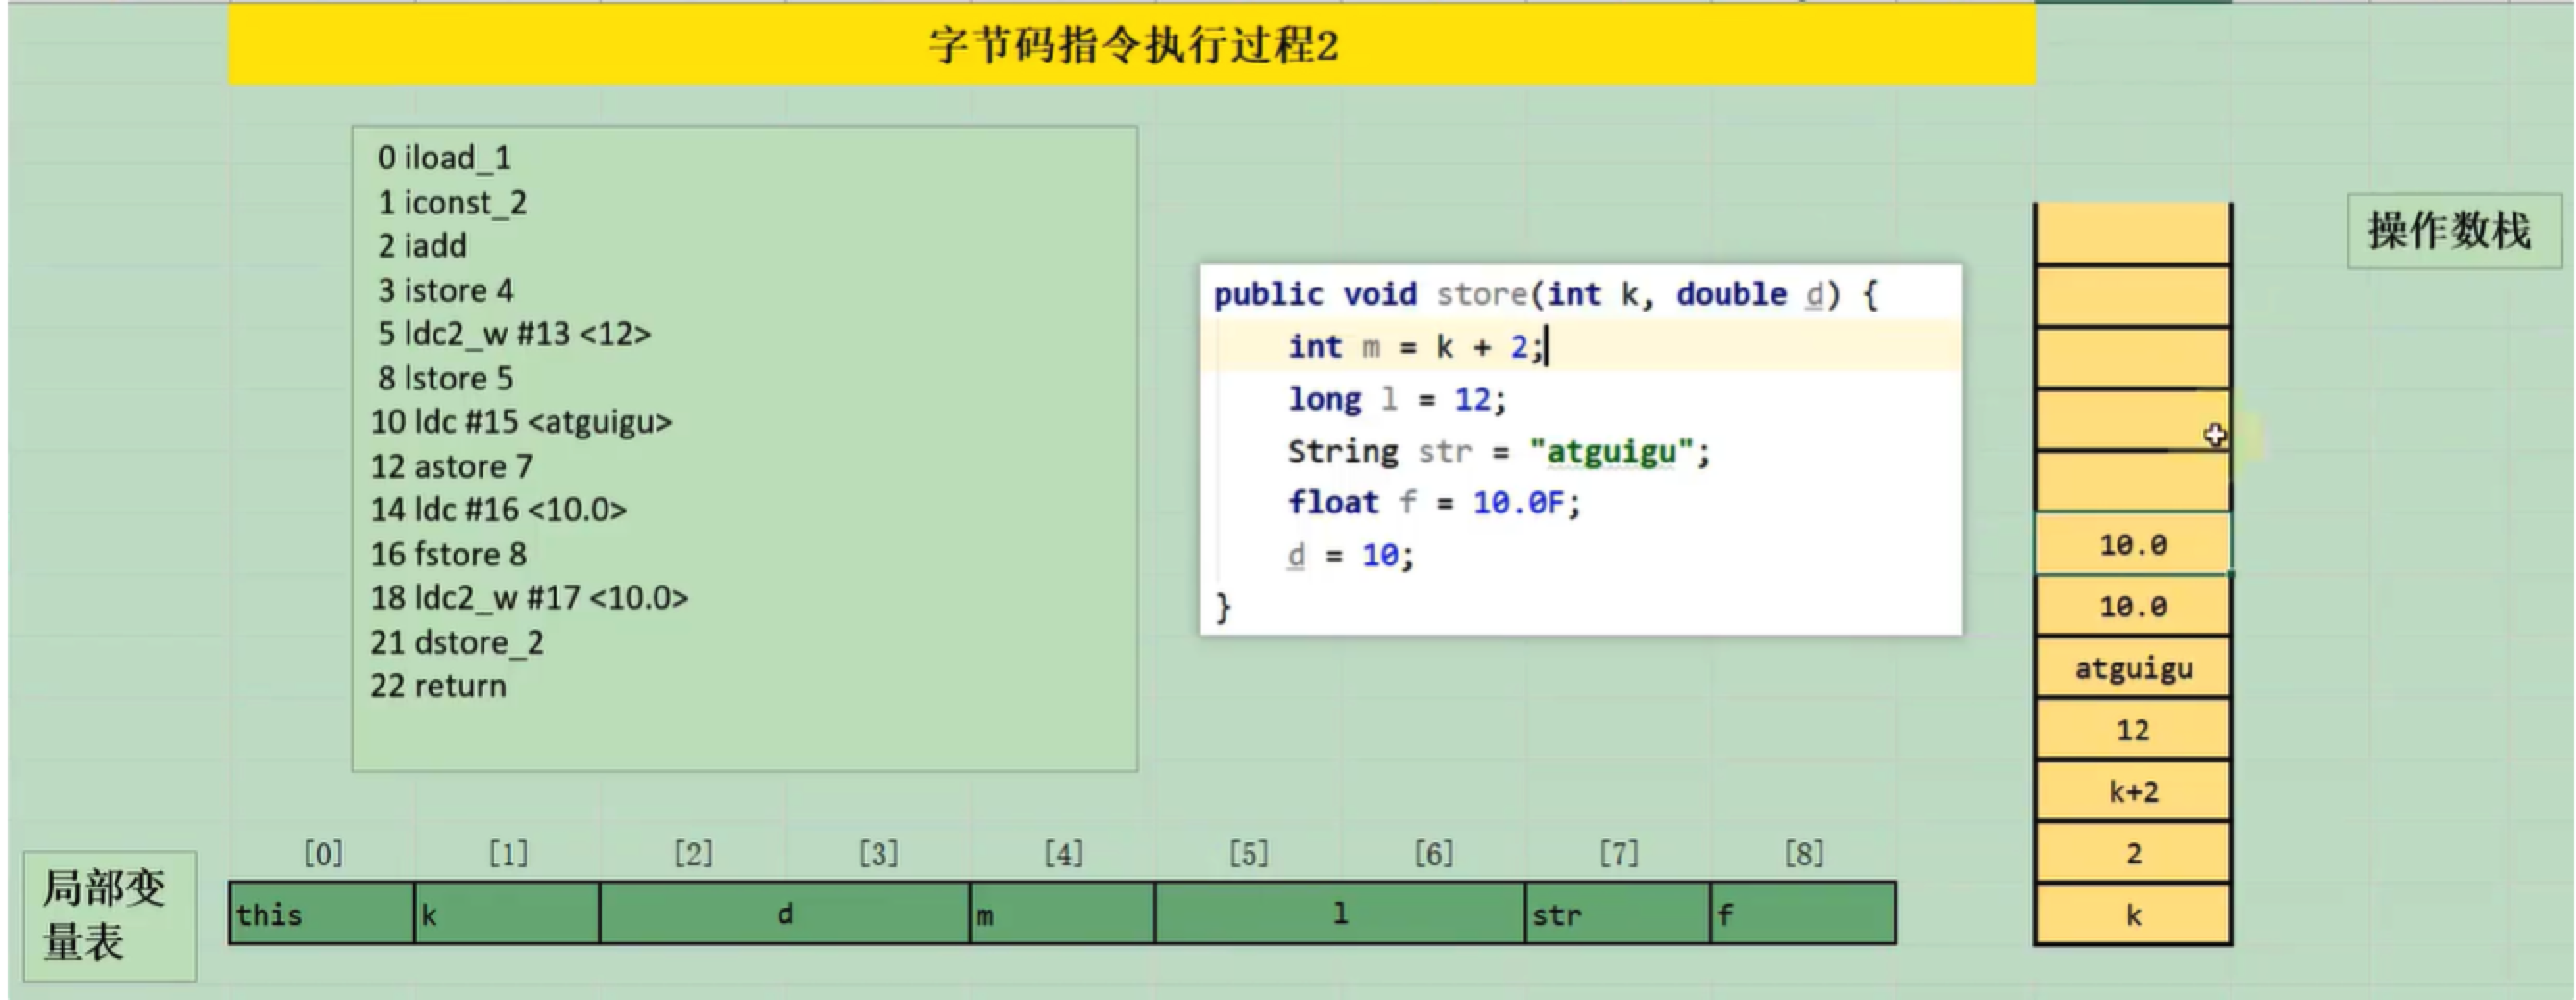 字节码指令执行过程2
0 iload_1
1 iconst_2
2 iadd
3 istore 4
5 ldc2_w #13 <12>
8 lstore 5
10 ldc #15 <atguigu>
12 astore 7
14 ldc #16 <10.0>
16 fstore 8
18 ldc2_w #17 <10.0>
21 dstore_2
22 return
public void store(int k, double d) {
int m = k + 2;
long l = 12;
String str = "atguigu";
float f = 10.0F;
d = 10;
}
操作数栈
10.0
10.0
atguigu
12
k+2
2
k
局部变
量表
[0] [1] [2] [3] [4] [5] [6] [7] [8]
this k d m l str f